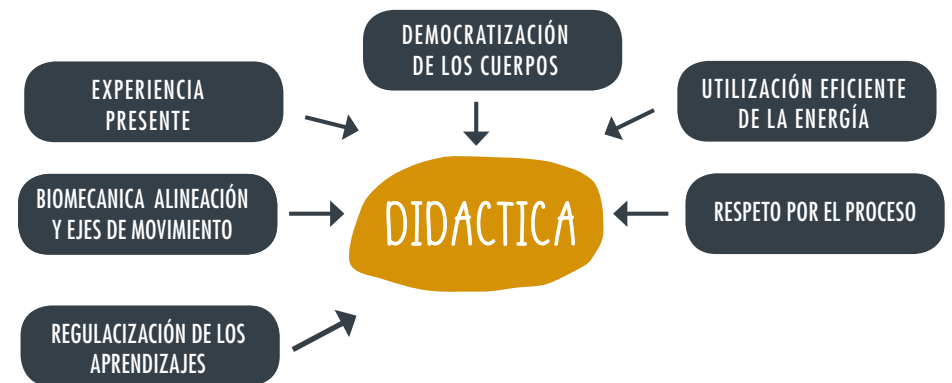 DEMOCRATIZACIÓN
DE LOS CUERPOS
EXPERIENCIA
PRESENTE
UTILIZACIÓN EFICIENTE
DE LA ENERGÍA
BIOMECANICA ALINEACIÓN
Y EJES DE MOVIMIENTO
DIDACTICA
RESPETO POR EL PROCESO
REGULACIZIÓN DE LOS
APRENDIZAJES